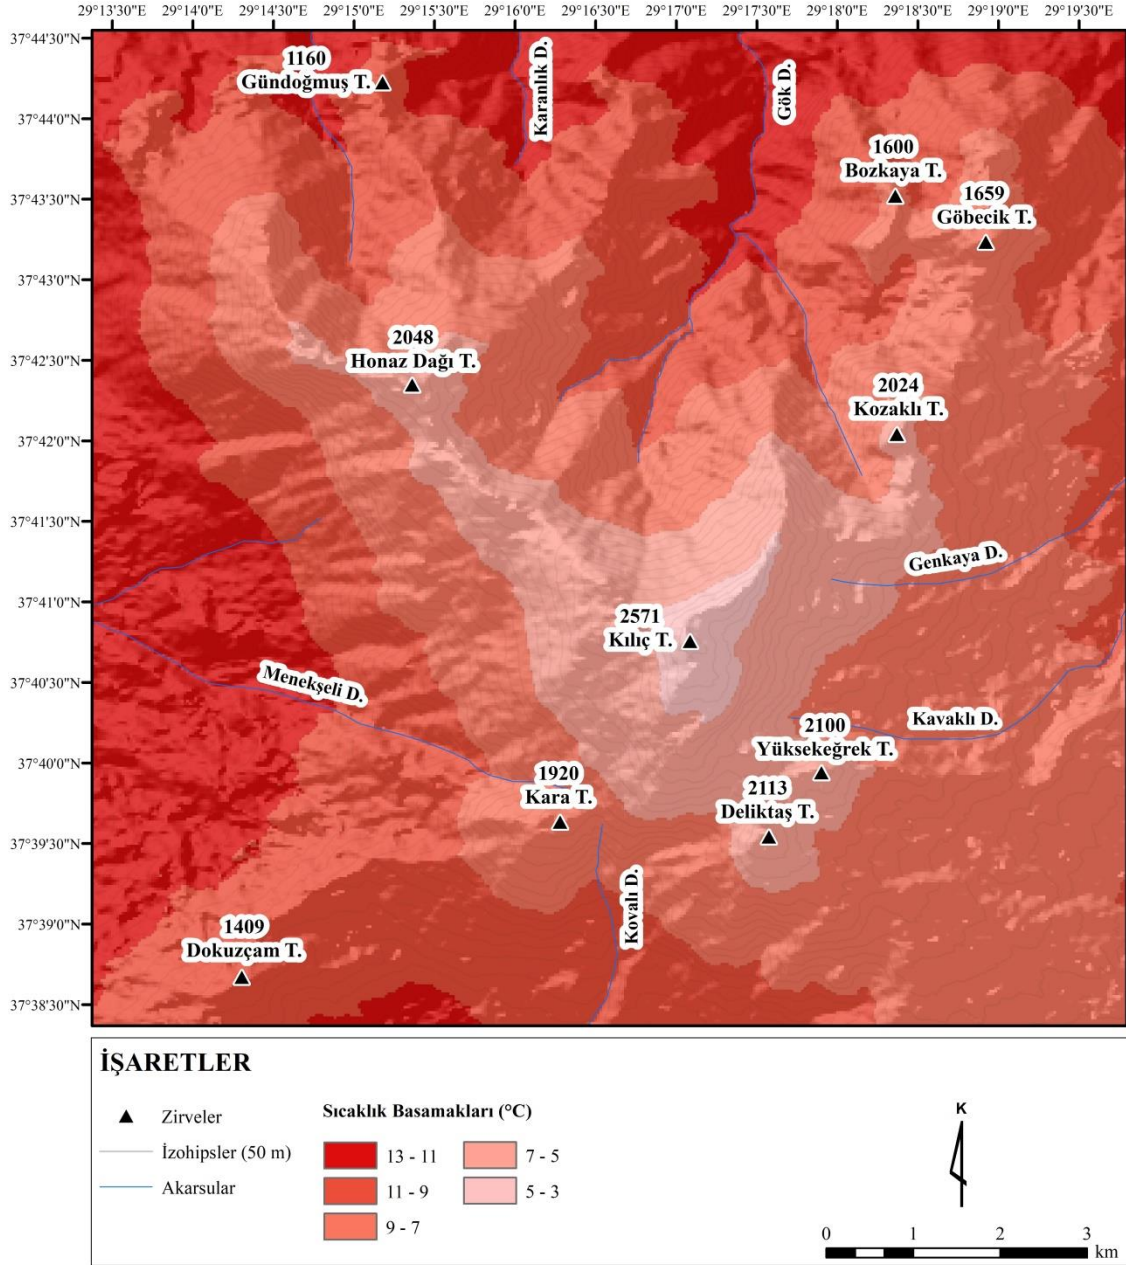 29°13'30"E 29°14'0"E 29°14'30"E 29°15'0"E 29°15'30"E 29°16'0"E 29°16'30"E 29°17'0"E 29°17'30"E 29°18'0"E 29°18'30"E 29°19'0"E 29°19'30"E
37°44'30"N
37°44'0"N
37°43'30"N
37°43'0"N
37°42'30"N
37°42'0"N
37°41'30"N
37°41'0"N
37°40'30"N
37°40'0"N
37°39'30"N
37°39'0"N
37°38'30"N
1160
Gündoğmuş T.
Karanlık D.
Gök D.
1600
Bozkaya T.
1659
Göbecik T.
2048
Honaz Dağı T.
2024
Kozaklı T.
Genkaya D.
2571
Kılıç T.
Menekşeli D.
Kavaklı D.
2100
Yüksekeğrek T.
1920
Kara T.
2113
Deliktaş T.
Kovalı D.
1409
Dokuzçam T.
İŞARETLER
Zirveler
İzohipsler (50 m)
Akarsular
Sıcaklık Basamakları (°C)
13 - 11
11 - 9
9 - 7
7 - 5
5 - 3
K
0 1 2 3
km